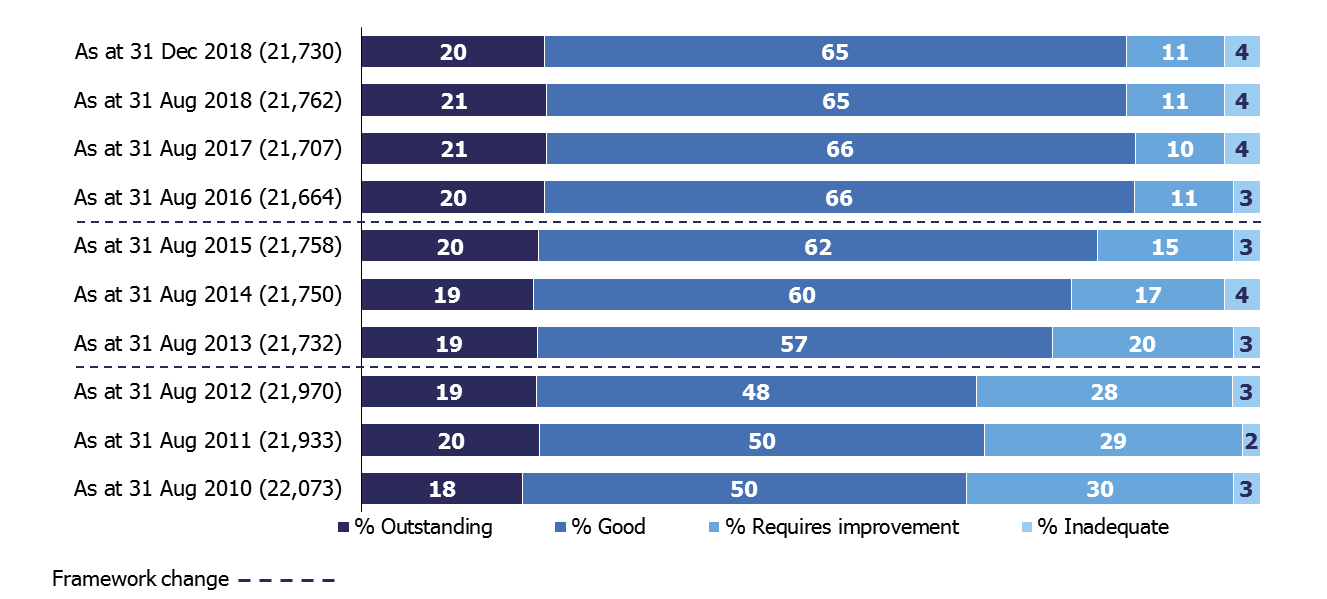 As at 31 Dec 2018 (21,730) 20 65 11 4
As at 31 Aug 2018 (21,762) 21 65 11 4
As at 31 Aug 2017 (21,707) 21 66 10 4
As at 31 Aug 2016 (21,664) 20 66 11 3
As at 31 Aug 2015 (21,758) 20 62 15 3
As at 31 Aug 2014 (21,750) 19 60 17 4
As at 31 Aug 2013 (21,732) 19 57 20 3
As at 31 Aug 2012 (21,970) 19 48 28 3
As at 31 Aug 2011 (21,933) 20 50 29 2
As at 31 Aug 2010 (22,073) 18 50 30 3
% Outstanding % Good % Requires improvement % Inadequate
Framework change